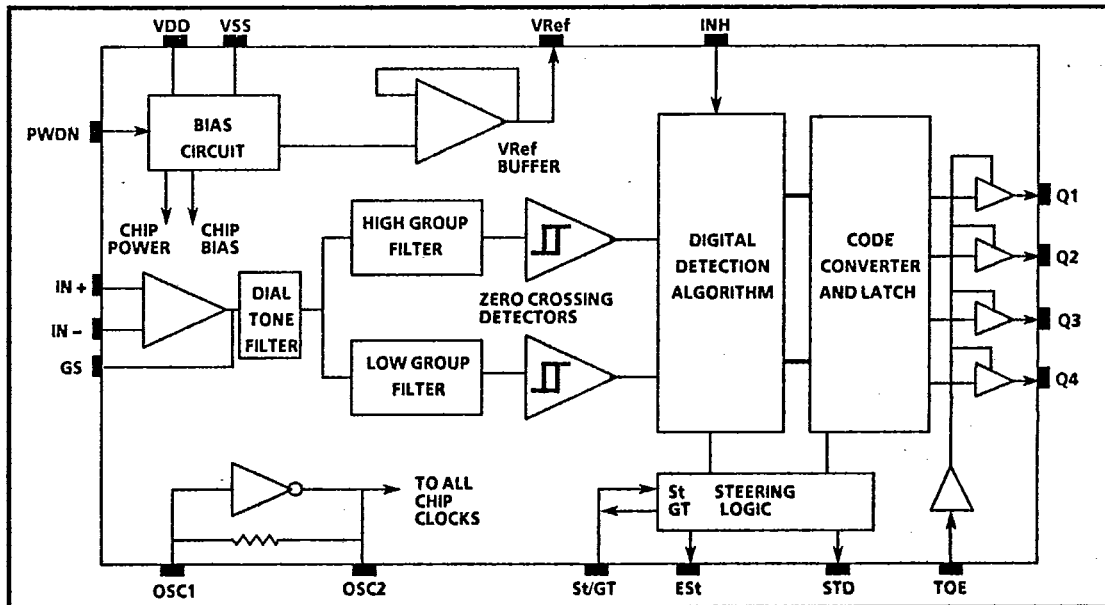 VDD
VSS
VRef
INH
PWDN
BIAS
CIRCUIT
VRef
BUFFER
CHIP
POWER
CHIP
BIAS
HIGH GROUP
FILTER
DIGITAL
DETECTION
ALGORITHM
CODE
CONVERTER
AND LATCH
Q1
Q2
Q3
Q4
IN +
IN −
GS
DIAL
TONE
FILTER
ZERO CROSSING
DETECTORS
LOW GROUP
FILTER
TO ALL
CHIP
CLOCKS
St STEERING
GT LOGIC
OSC1
OSC2
St/GT
ESt
STD
TOE